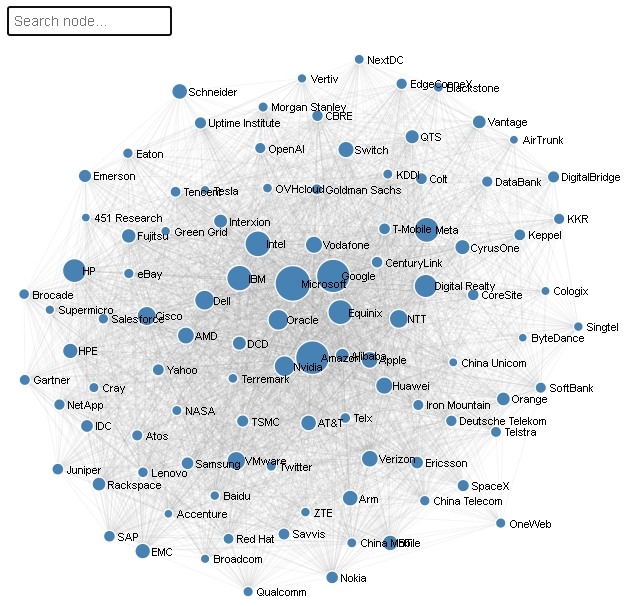 Search node...
NextDC
Vertiv
EdgeConneX
Blackstone
Schneider
Morgan Stanley
CBRE
Uptime Institute
Vantage
QTS
AirTrunk
OpenAI
Switch
Eaton
Emerson
KDDI
Colt
DataBank
DigitalBridge
Tencent
Tesla
OVHcloud
Goldman Sachs
451 Research
Interxion
KKR
Green Grid
Fujitsu
T-Mobile
Meta
Keppel
Intel
Vodafone
CyrusOne
CenturyLink
HP
eBay
IBM
Microsoft
Google
Digital Realty
Brocade
CoreSite
Cologix
Dell
Supermicro
Salesforce
Cisco
Oracle
Equinix
NTT
Singtel
AMD
ByteDance
DCD
HPE
Amazon
Alibaba
Apple
China Unicom
Nvidia
Yahoo
Terremark
Gartner
Cray
Huawei
SoftBank
Orange
NetApp
NASA
Iron Mountain
TSMC
AT&T
Telx
Deutsche Telekom
IDC
Atos
Telstra
Samsung
VMware
Twitter
Verizon
Ericsson
Juniper
Lenovo
Rackspace
SpaceX
Baidu
Arm
China Telecom
Accenture
ZTE
OneWeb
SAP
Red Hat
Savvis
China Mobile
EMC
Broadcom
Nokia
Qualcomm